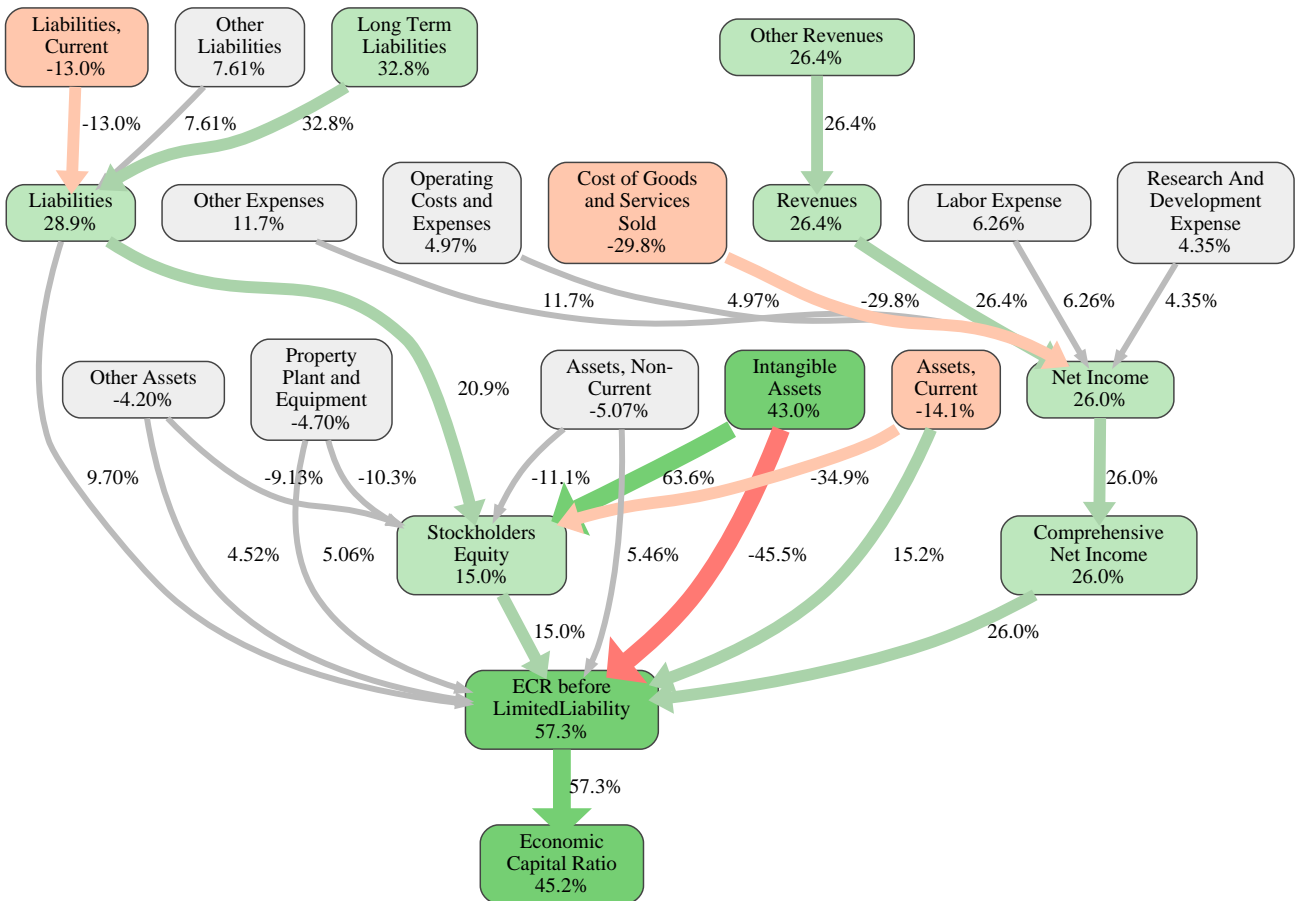 Liabilities,
Current
-13.0%
Other
Liabilities
7.61%
Long Term
Liabilities
32.8%
Other Revenues
26.4%
-13.0%
7.61%
32.8%
26.4%
Liabilities
28.9%
Other Expenses
11.7%
Operating
Costs and
Expenses
4.97%
Cost of Goods
and Services
Sold
-29.8%
Revenues
26.4%
Labor Expense
6.26%
Research And
Development
Expense
4.35%
11.7%
4.97%
-29.8%
26.4%
6.26%
4.35%
Other Assets
-4.20%
Property
Plant and
Equipment
-4.70%
20.9%
Assets, Non-
Current
-5.07%
Intangible
Assets
43.0%
Assets,
Current
-14.1%
Net Income
26.0%
9.70%
-9.13%
-10.3%
-11.1%
63.6%
-34.9%
26.0%
Stockholders
Equity
15.0%
Comprehensive
Net Income
26.0%
4.52%
5.06%
5.46%
-45.5%
15.2%
15.0%
26.0%
ECR before
LimitedLiability
57.3%
57.3%
Economic
Capital Ratio
45.2%